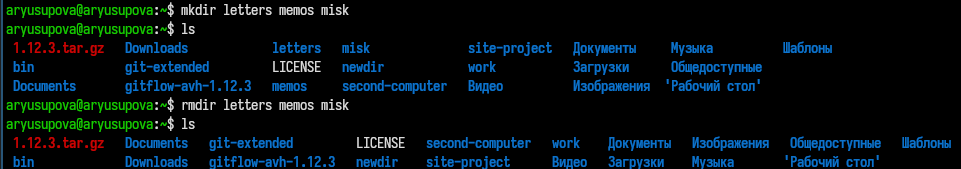 aryusupova@aryusupova:~$ mkdir letters memos misk
aryusupova@aryusupova:~$ ls
1.12.3.tar.gz Downloads letters misk site-project Документы Музыка Шаблоны
bin git-extended LICENSE newdir work Загрузки Общедоступные
Documents gitflow-avh-1.12.3 memos second-computer Видео Изображения 'Рабочий стол'
aryusupova@aryusupova:~$ rmdir letters memos misk
aryusupova@aryusupova:~$ ls
1.12.3.tar.gz Documents git-extended LICENSE second-computer work Документы Изображения Общедоступные Шаблоны
bin Downloads gitflow-avh-1.12.3 newdir site-project Видео Загрузки Музыка 'Рабочий стол'